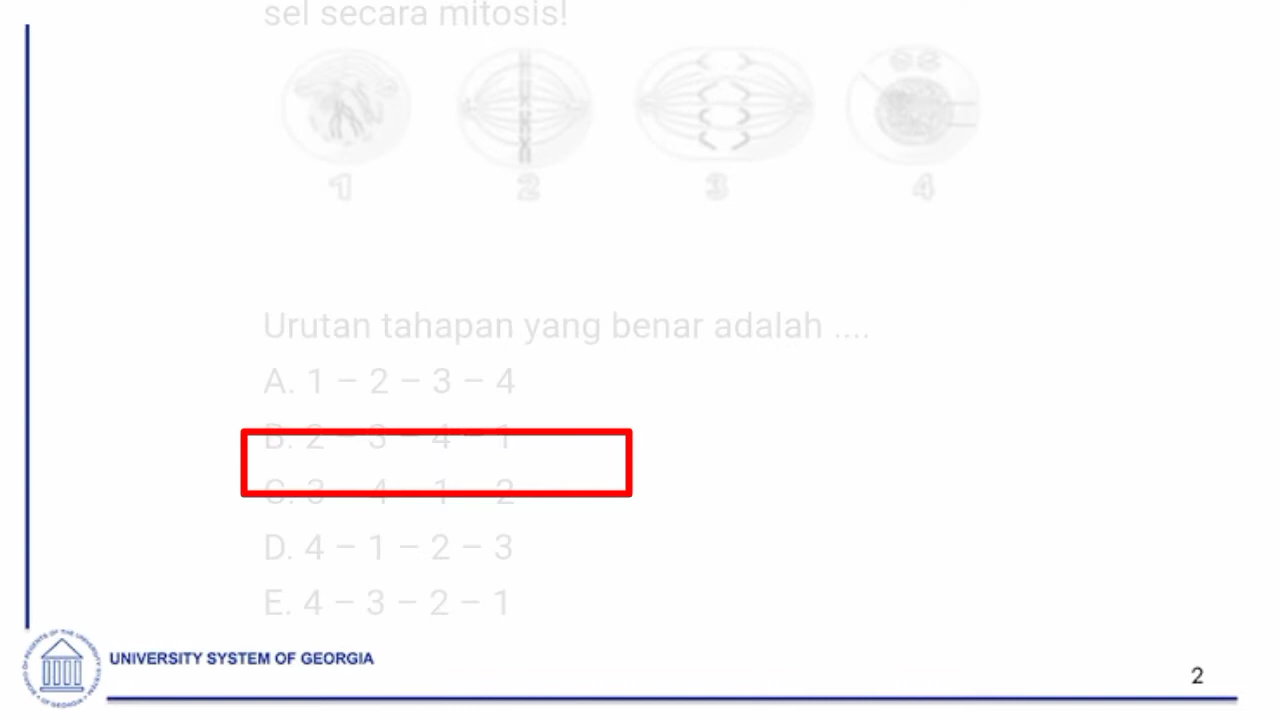 sel secara mitosis!
1 2 3 4
Urutan tahapan yang benar adalah ....
A. 1 – 2 – 3 – 4
B. 2 – 3 – 4 – 1
C. 3 – 4 – 1 – 2
D. 4 – 1 – 2 – 3
E. 4 – 3 – 2 – 1
UNIVERSITY SYSTEM OF GEORGIA
2